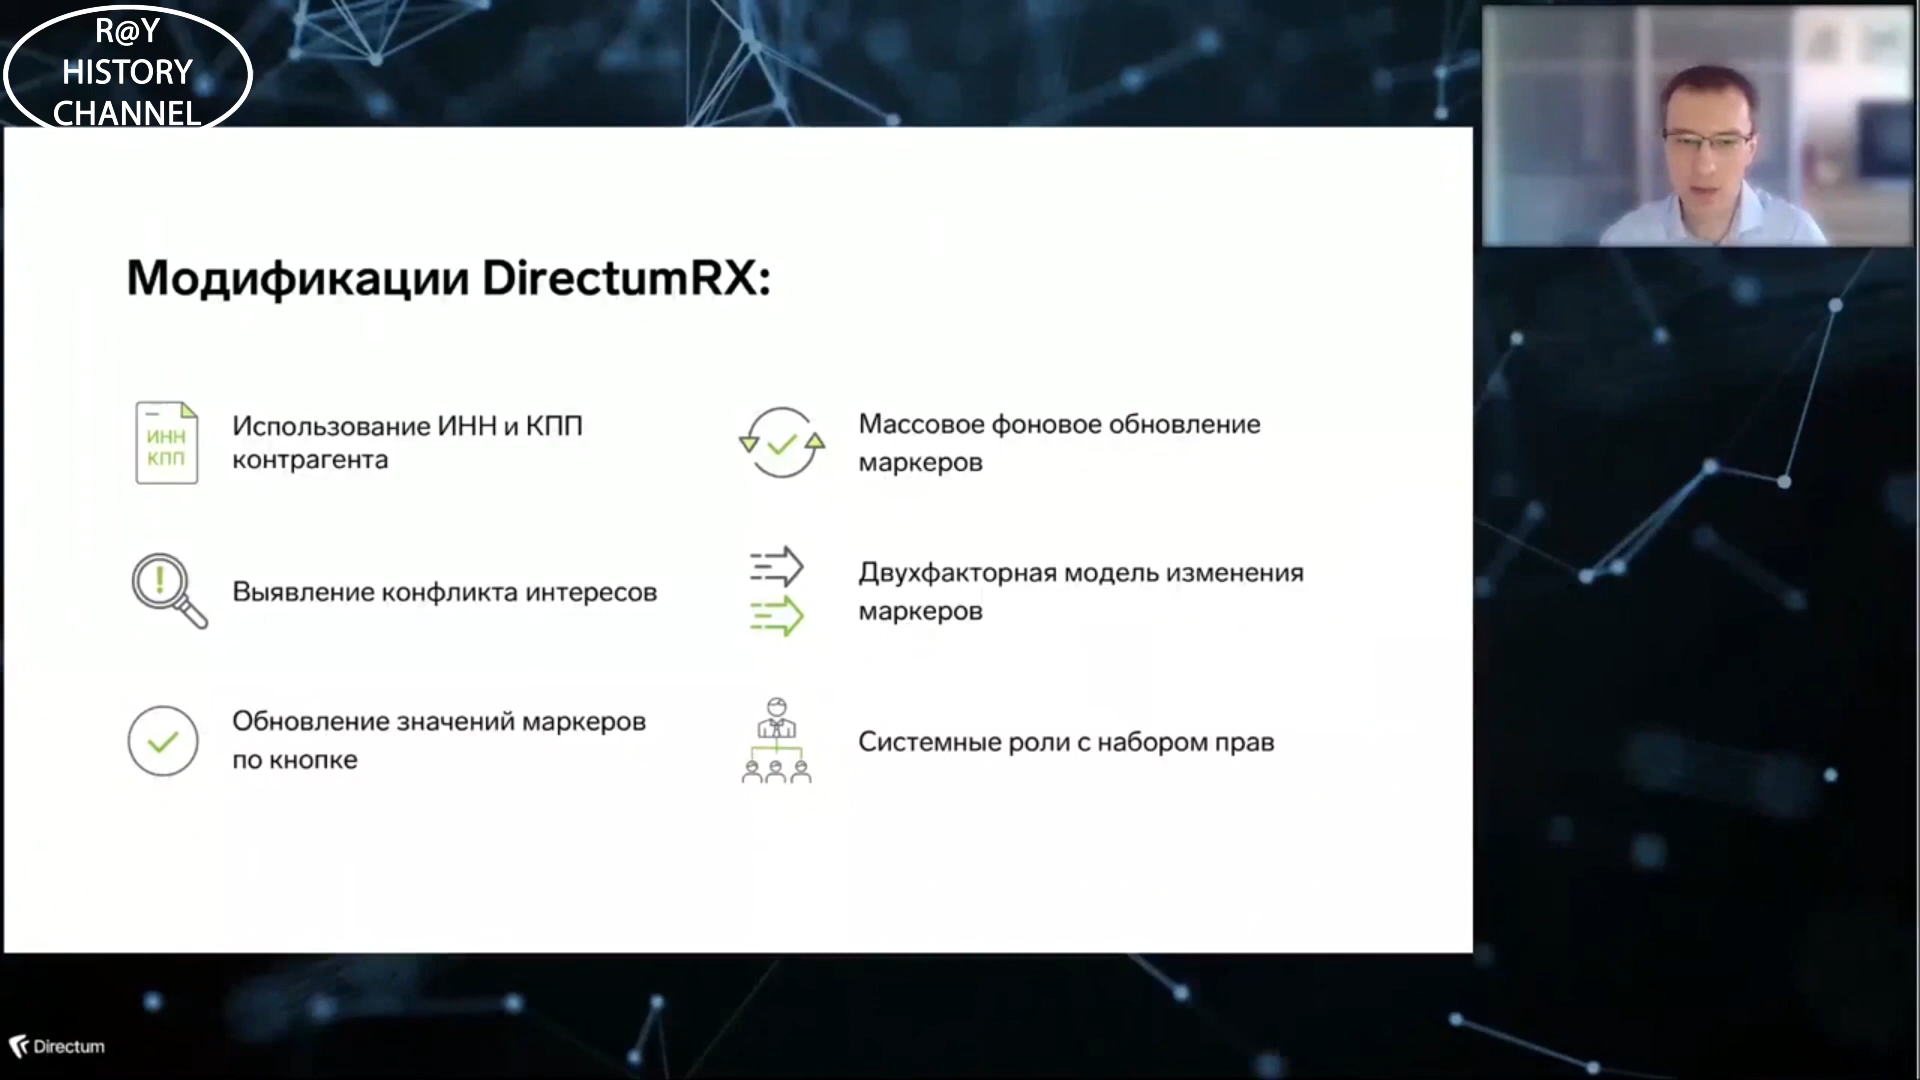 R@Y
HISTORY
CHANNEL
Модификации DirectumRX:
ИНН
КПП
Использование ИНН и КПП
контрагента
Выявление конфликта интересов
Обновление значений маркеров
по кнопке
Массовое фоновое обновление
маркеров
Двухфакторная модель изменения
маркеров
Системные роли с набором прав
Directum